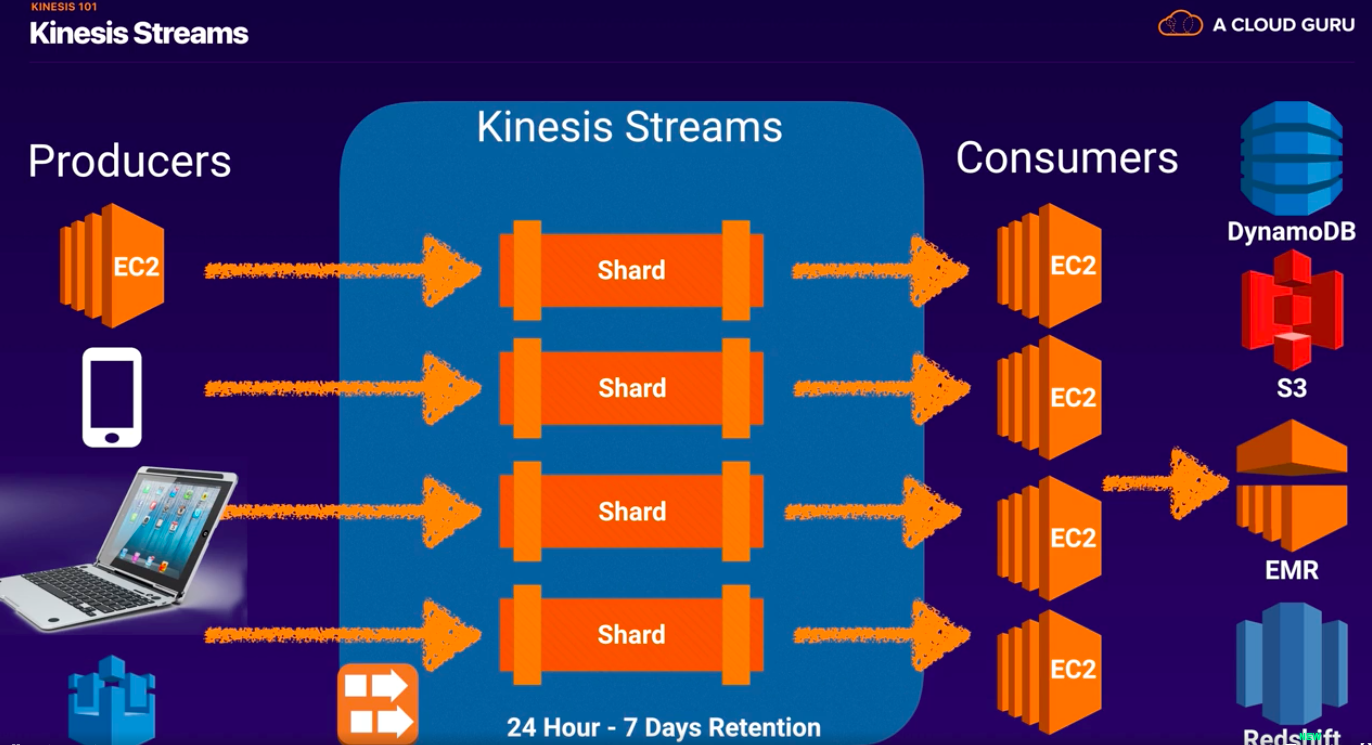 KINESIS 101
Kinesis Streams
A CLOUD GURU
Kinesis Streams
Producers
Consumers
DynamoDB
EC2
Shard
EC2
S3
Shard
EC2
Shard
EC2
EMR
Shard
EC2
24 Hour - 7 Days Retention
Redshift